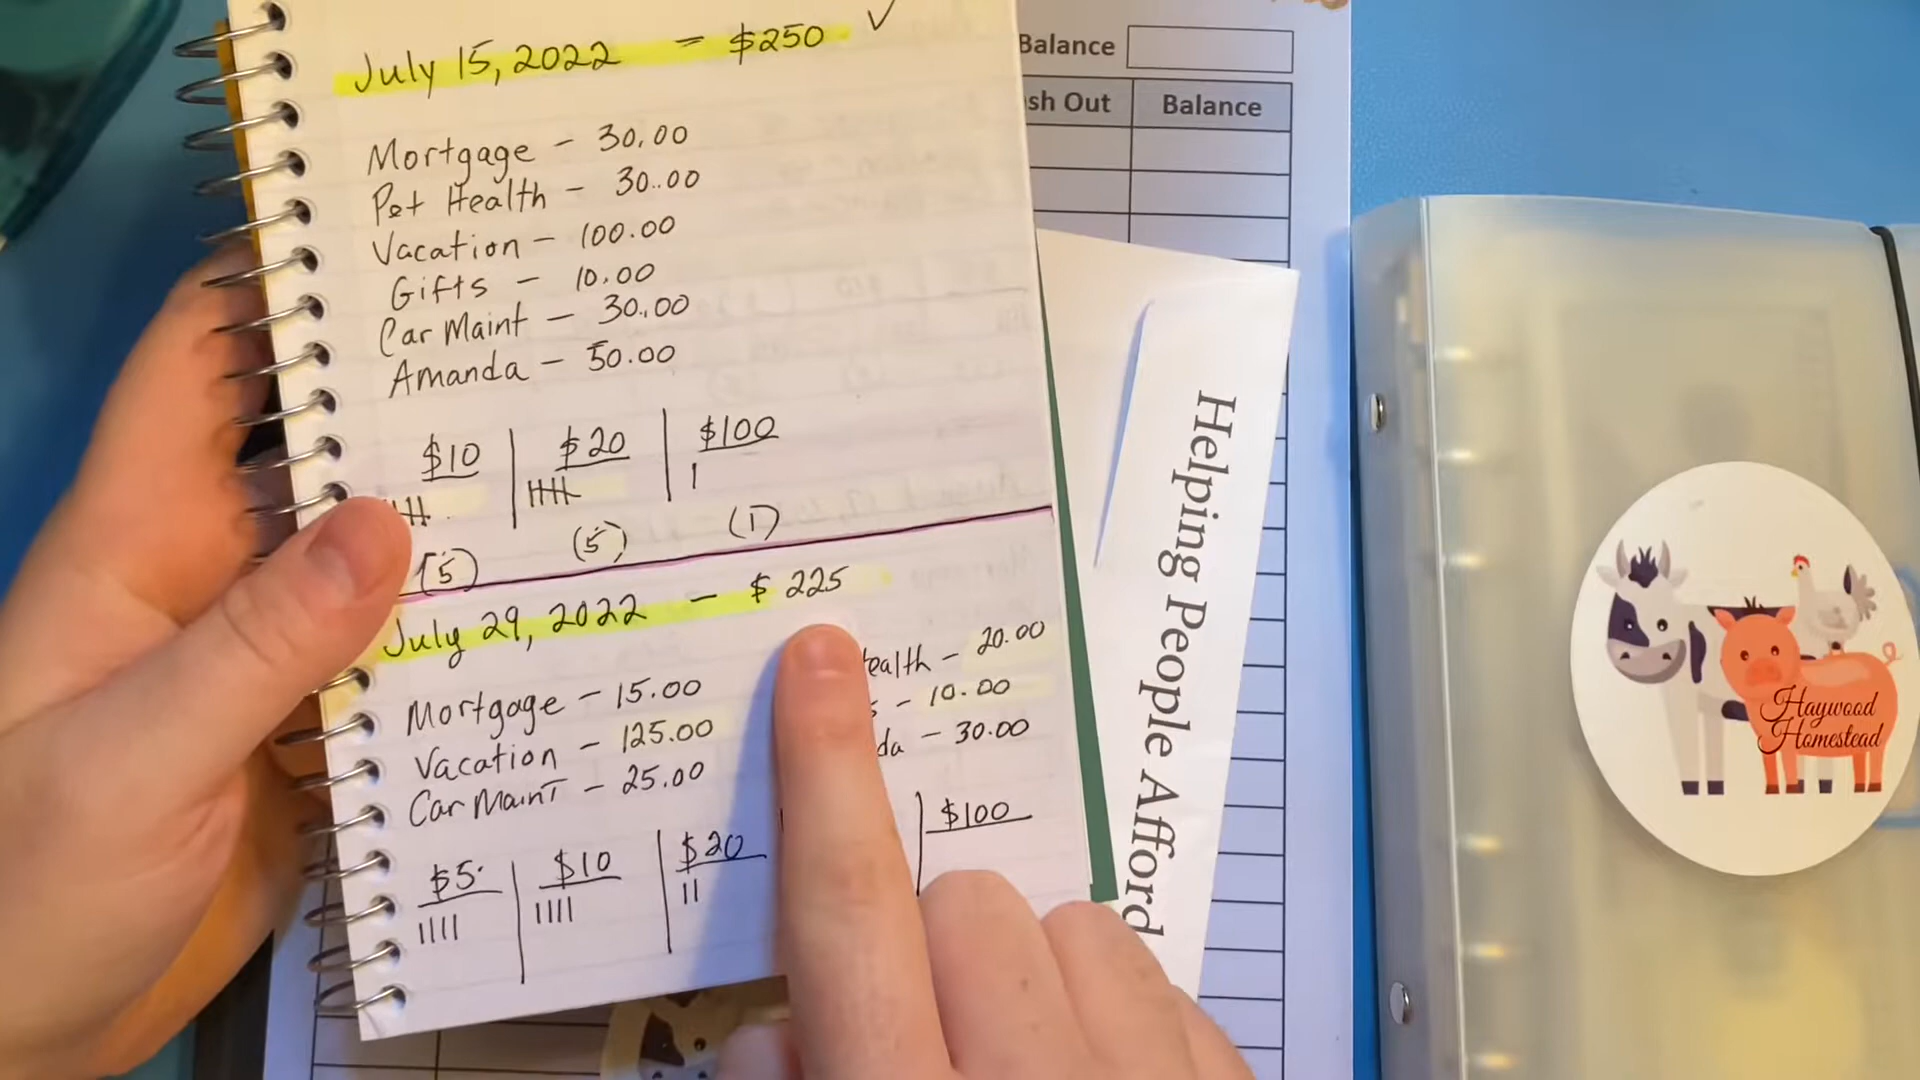 July 15, 2022 - $250 ✓
Mortgage - 30.00
Pet Health - 30.00
Vacation - 100.00
Gifts - 10.00
Car Maint - 30.00
Amanda - 50.00
$10 $20 $100
(5) (5) (1)
July 29, 2022 - $225
Mortgage - 15.00
Vacation - 125.00
Car Maint - 25.00
ealth - 20.00
s - 10.00
da - 30.00
$5 $10 $20 $100
Balance
sh Out Balance
Helping People Afford
Haywood
Homestead